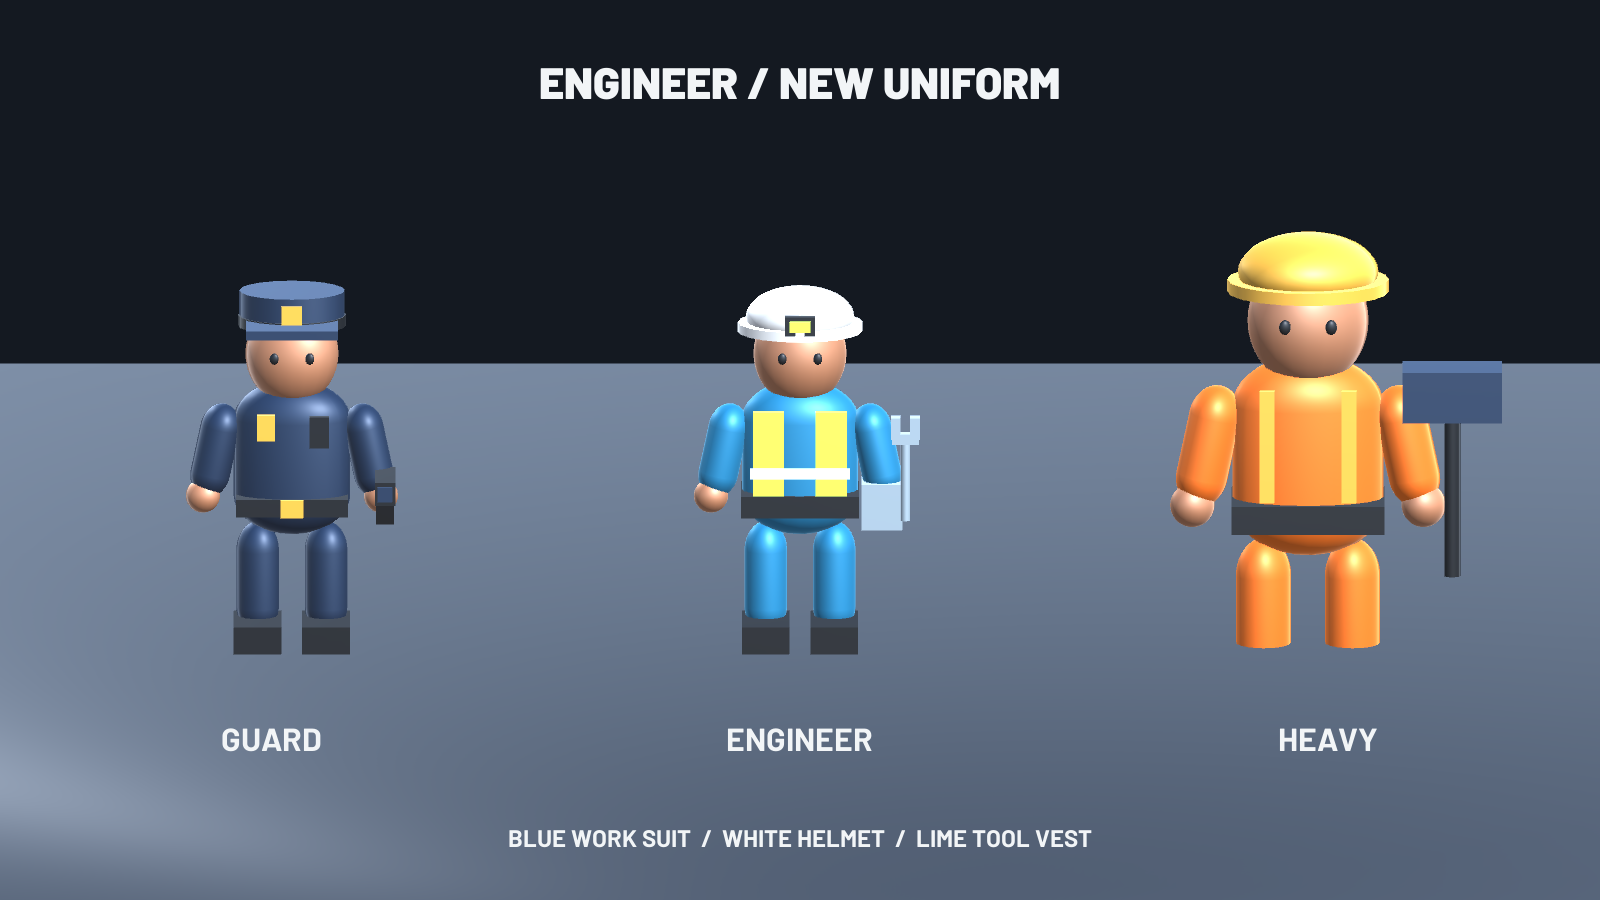 ENGINEER / NEW UNIFORM
GUARD
ENGINEER
HEAVY
BLUE WORK SUIT / WHITE HELMET / LIME TOOL VEST